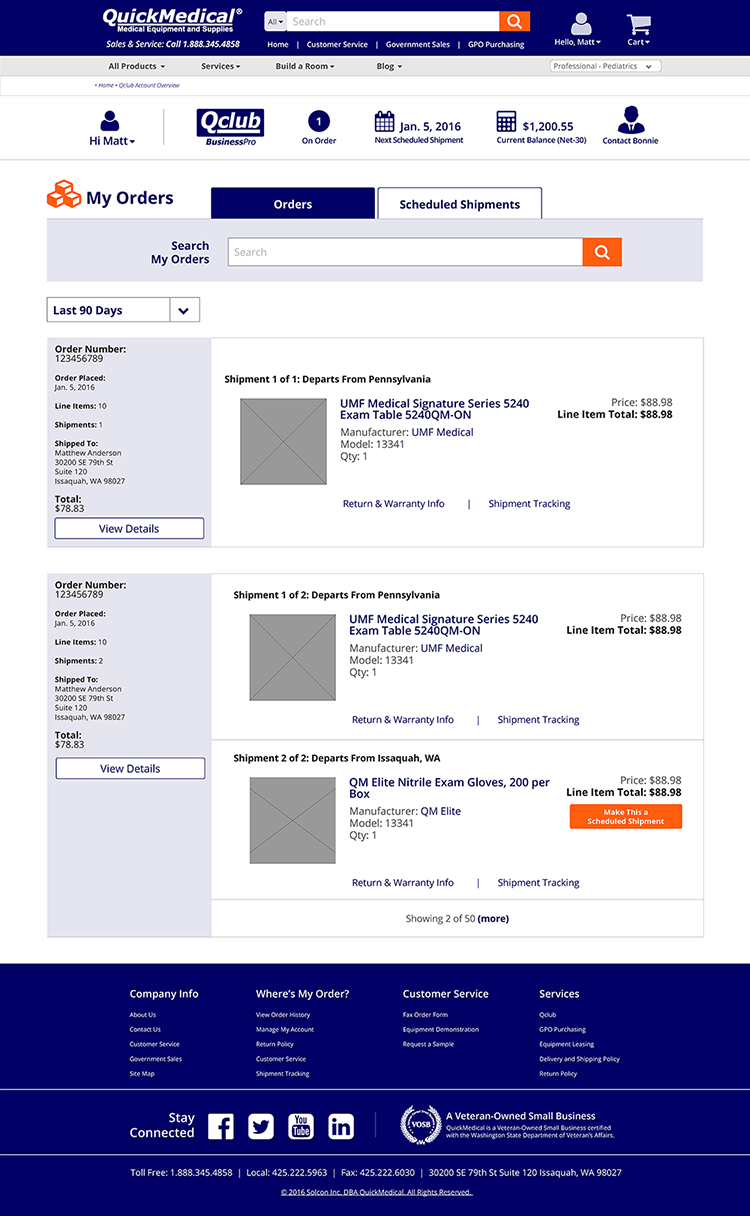 QuickMedical®
Medical Equipment and Supplies
Sales & Service: Call 1.888.345.4858
All Search
Home | Customer Service | Government Sales | GPO Purchasing
Hello, Matt
Cart
All Products Services Build a Room Blog Professional - Pediatrics
• Home • Qclub Account Overview
Hi Matt
Qclub
BusinessPro
1
On Order
Jan. 5, 2016
Next Scheduled Shipment
$1,200.55
Current Balance (Net-30)
Contact Bonnie
My Orders
Orders
Scheduled Shipments
Search
My Orders
Search
Last 90 Days
Order Number:
123456789
Order Placed:
Jan. 5, 2016
Line Items: 10
Shipments: 1
Shipped To:
Matthew Anderson
30200 SE 79th St
Suite 120
Issaquah, WA 98027
Total:
$78.83
View Details
Shipment 1 of 1: Departs From Pennsylvania
UMF Medical Signature Series 5240
Exam Table 5240QM-ON
Manufacturer: UMF Medical
Model: 13341
Qty: 1
Price: $88.98
Line Item Total: $88.98
Return & Warranty Info | Shipment Tracking
Order Number:
123456789
Order Placed:
Jan. 5, 2016
Line Items: 10
Shipments: 2
Shipped To:
Matthew Anderson
30200 SE 79th St
Suite 120
Issaquah, WA 98027
Total:
$78.83
View Details
Shipment 1 of 2: Departs From Pennsylvania
UMF Medical Signature Series 5240
Exam Table 5240QM-ON
Manufacturer: UMF Medical
Model: 13341
Qty: 1
Price: $88.98
Line Item Total: $88.98
Return & Warranty Info | Shipment Tracking
Shipment 2 of 2: Departs From Issaquah, WA
QM Elite Nitrile Exam Gloves, 200 per
Box
Manufacturer: QM Elite
Model: 13341
Qty: 1
Price: $88.98
Line Item Total: $88.98
Make This a
Scheduled Shipment
Return & Warranty Info | Shipment Tracking
Showing 2 of 50 (more)
Company Info
About Us
Contact Us
Customer Service
Government Sales
Site Map
Where's My Order?
View Order History
Manage My Account
Return Policy
Customer Service
Shipment Tracking
Customer Service
Fax Order Form
Equipment Demonstration
Request a Sample
Services
Qclub
GPO Purchasing
Equipment Leasing
Delivery and Shipping Policy
Return Policy
Stay
Connected
You
Tube
in
VOSB
A Veteran-Owned Small Business
QuickMedical is a Veteran-Owned Small Business certified
with the Washington State Department of Veteran's Affairs.
Toll Free: 1.888.345.4858 | Local: 425.222.5963 | Fax: 425.222.6030 | 30200 SE 79th St Suite 120 Issaquah, WA 98027
© 2016 Solcon Inc. DBA QuickMedical. All Rights Reserved.